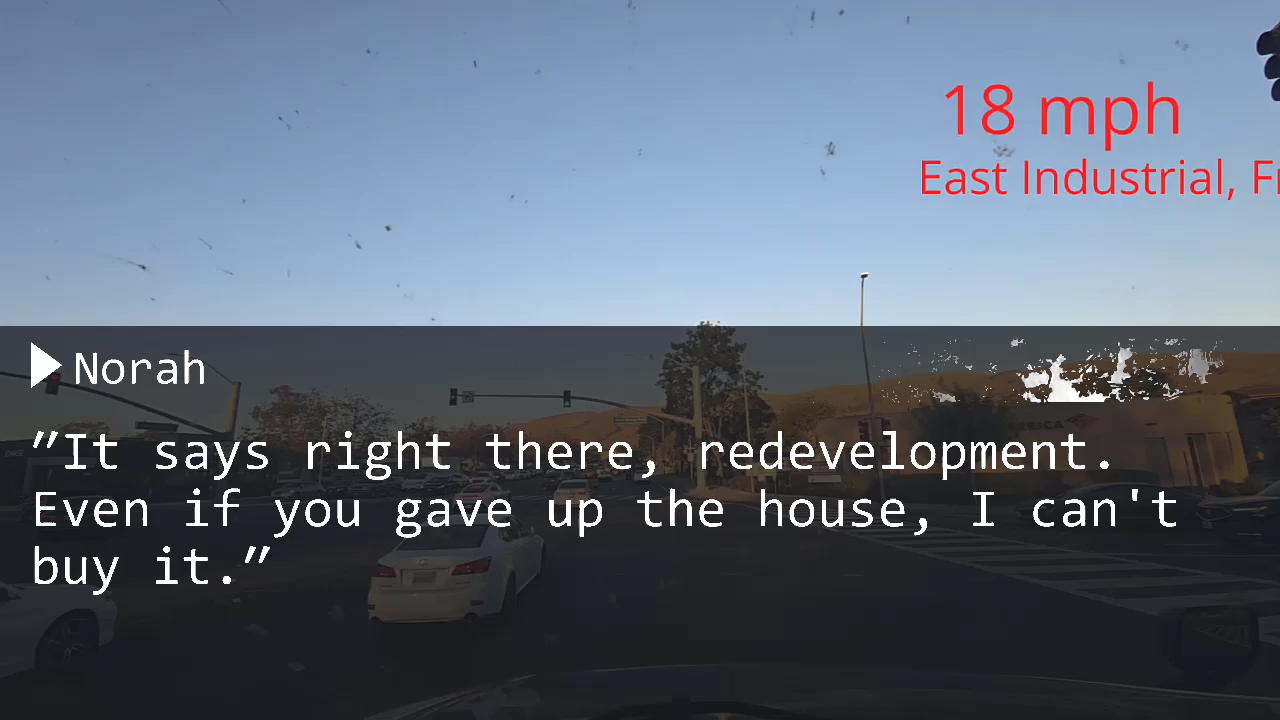 18 mph
East Industrial, Fr
Norah
"It says right there, redevelopment.
Even if you gave up the house, I can't
buy it."